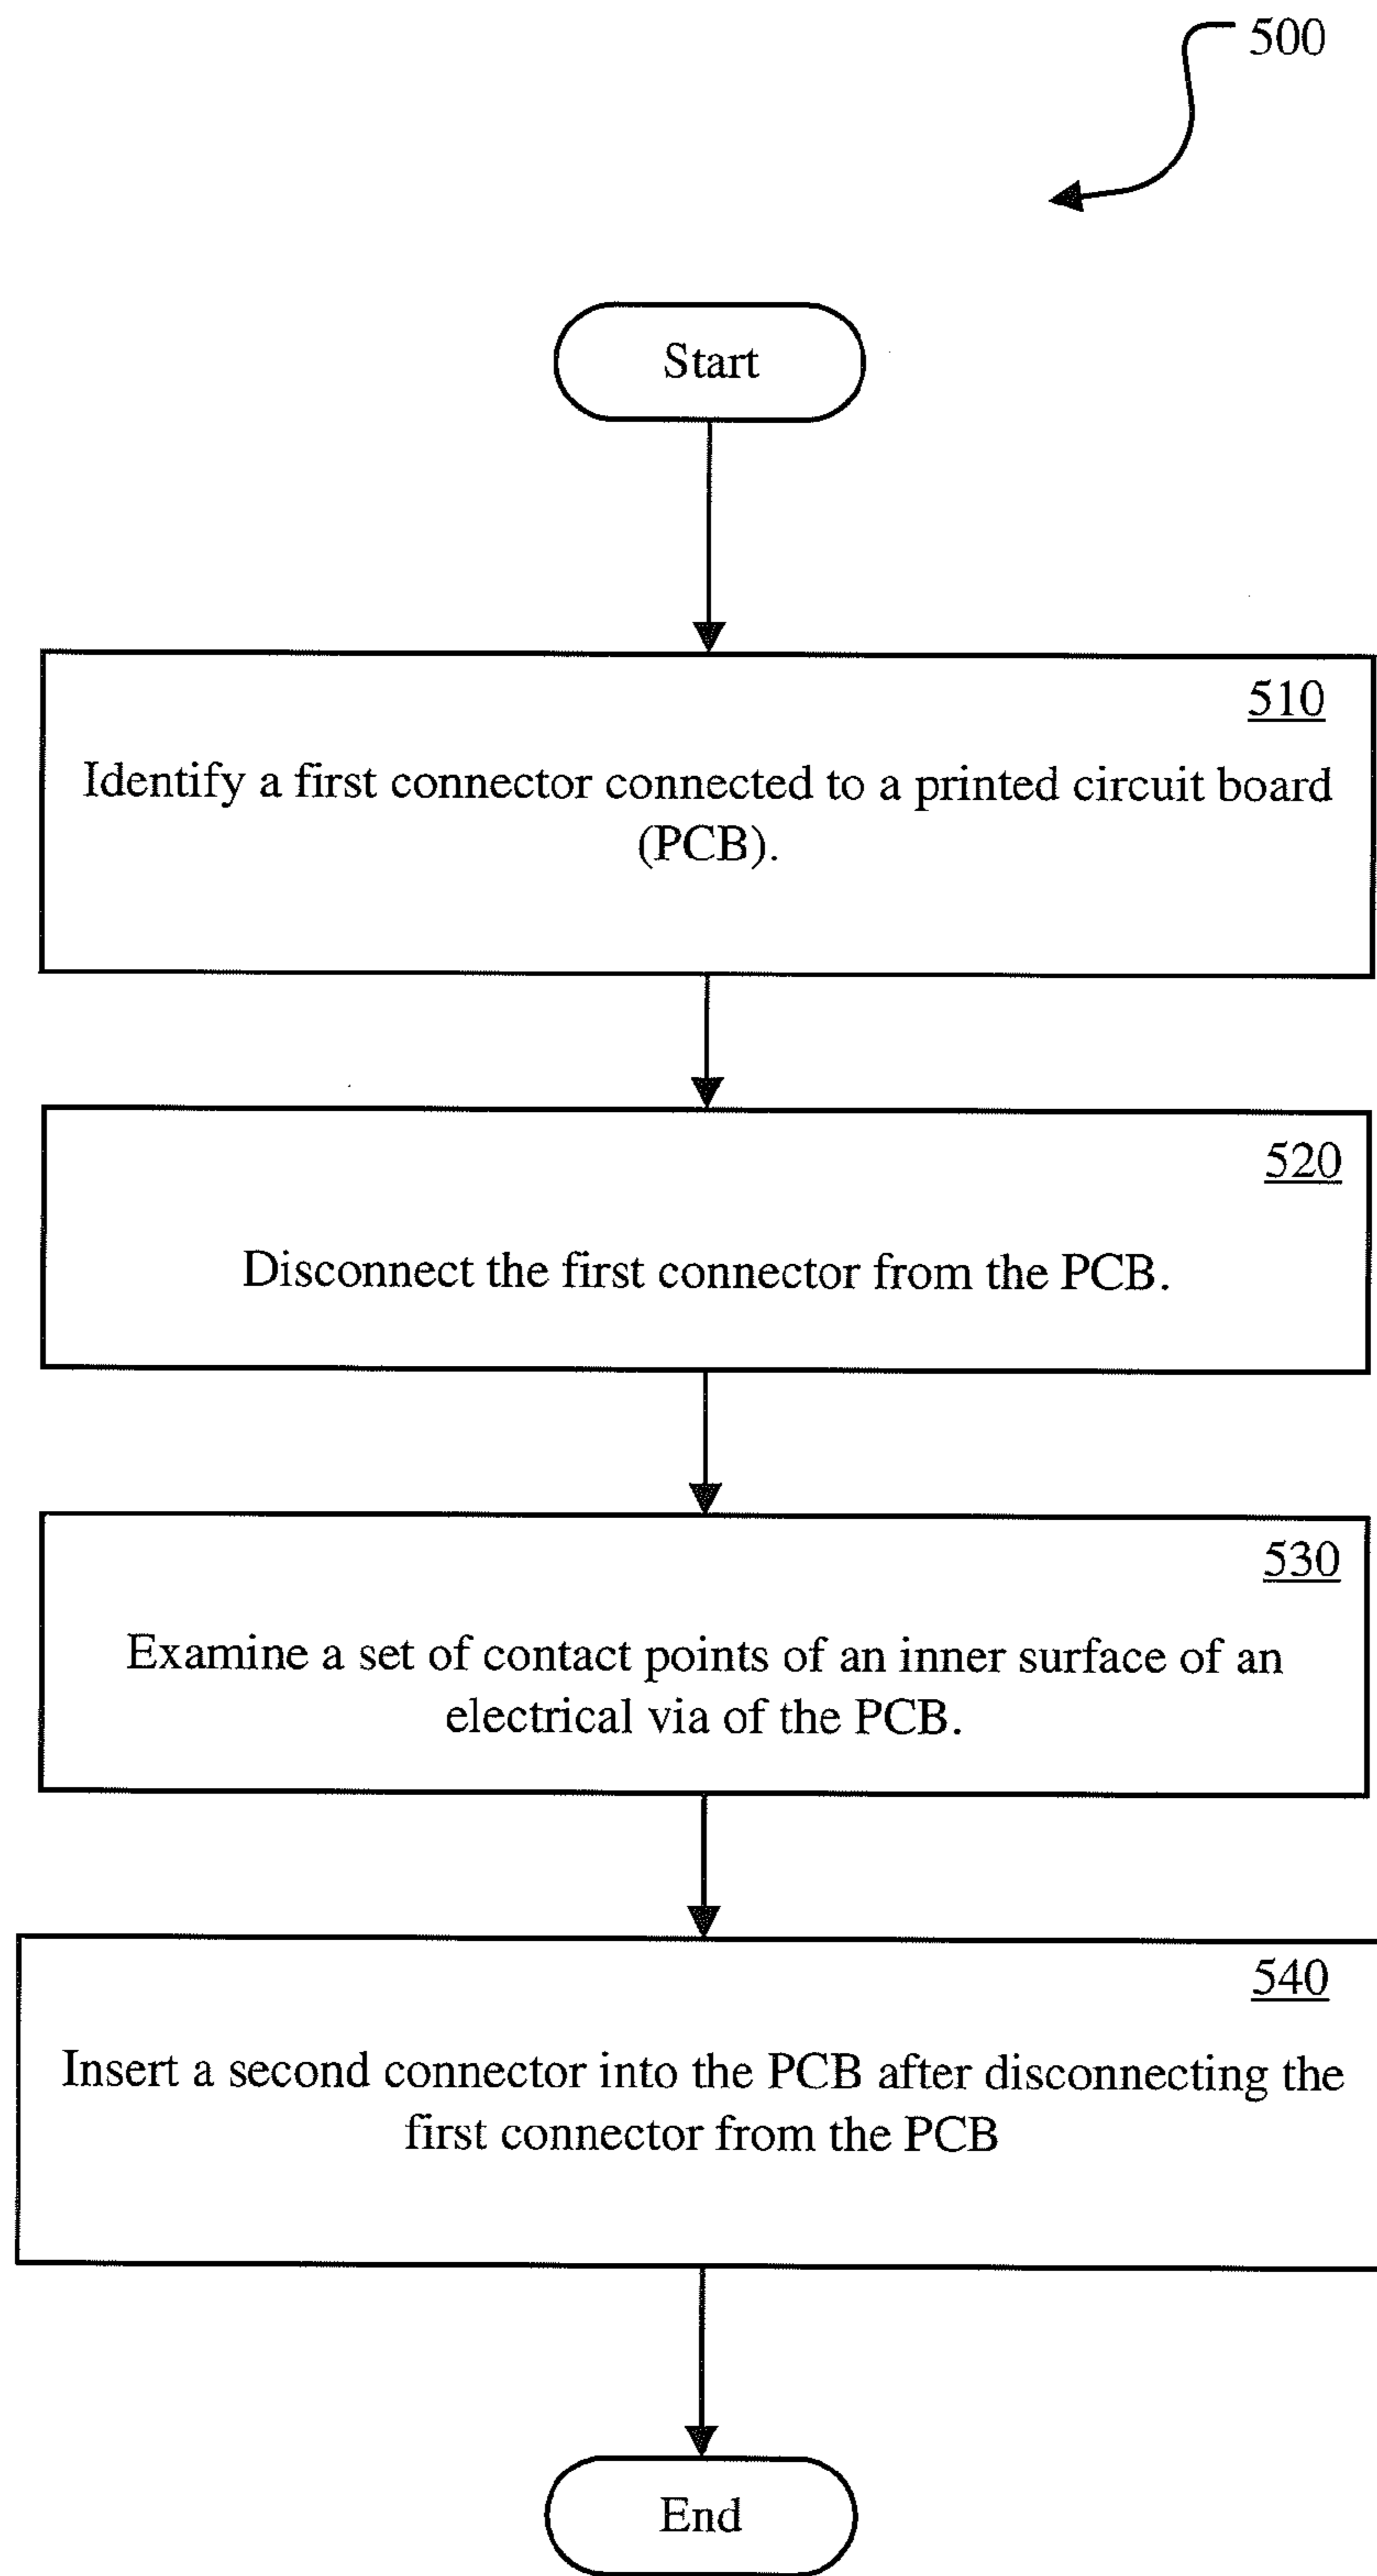 500
Start
510
Identify a first connector connected to a printed circuit board
(PCB).
520
Disconnect the first connector from the PCB.
530
Examine a set of contact points of an inner surface of an
electrical via of the PCB.
540
Insert a second connector into the PCB after disconnecting the
first connector from the PCB
End